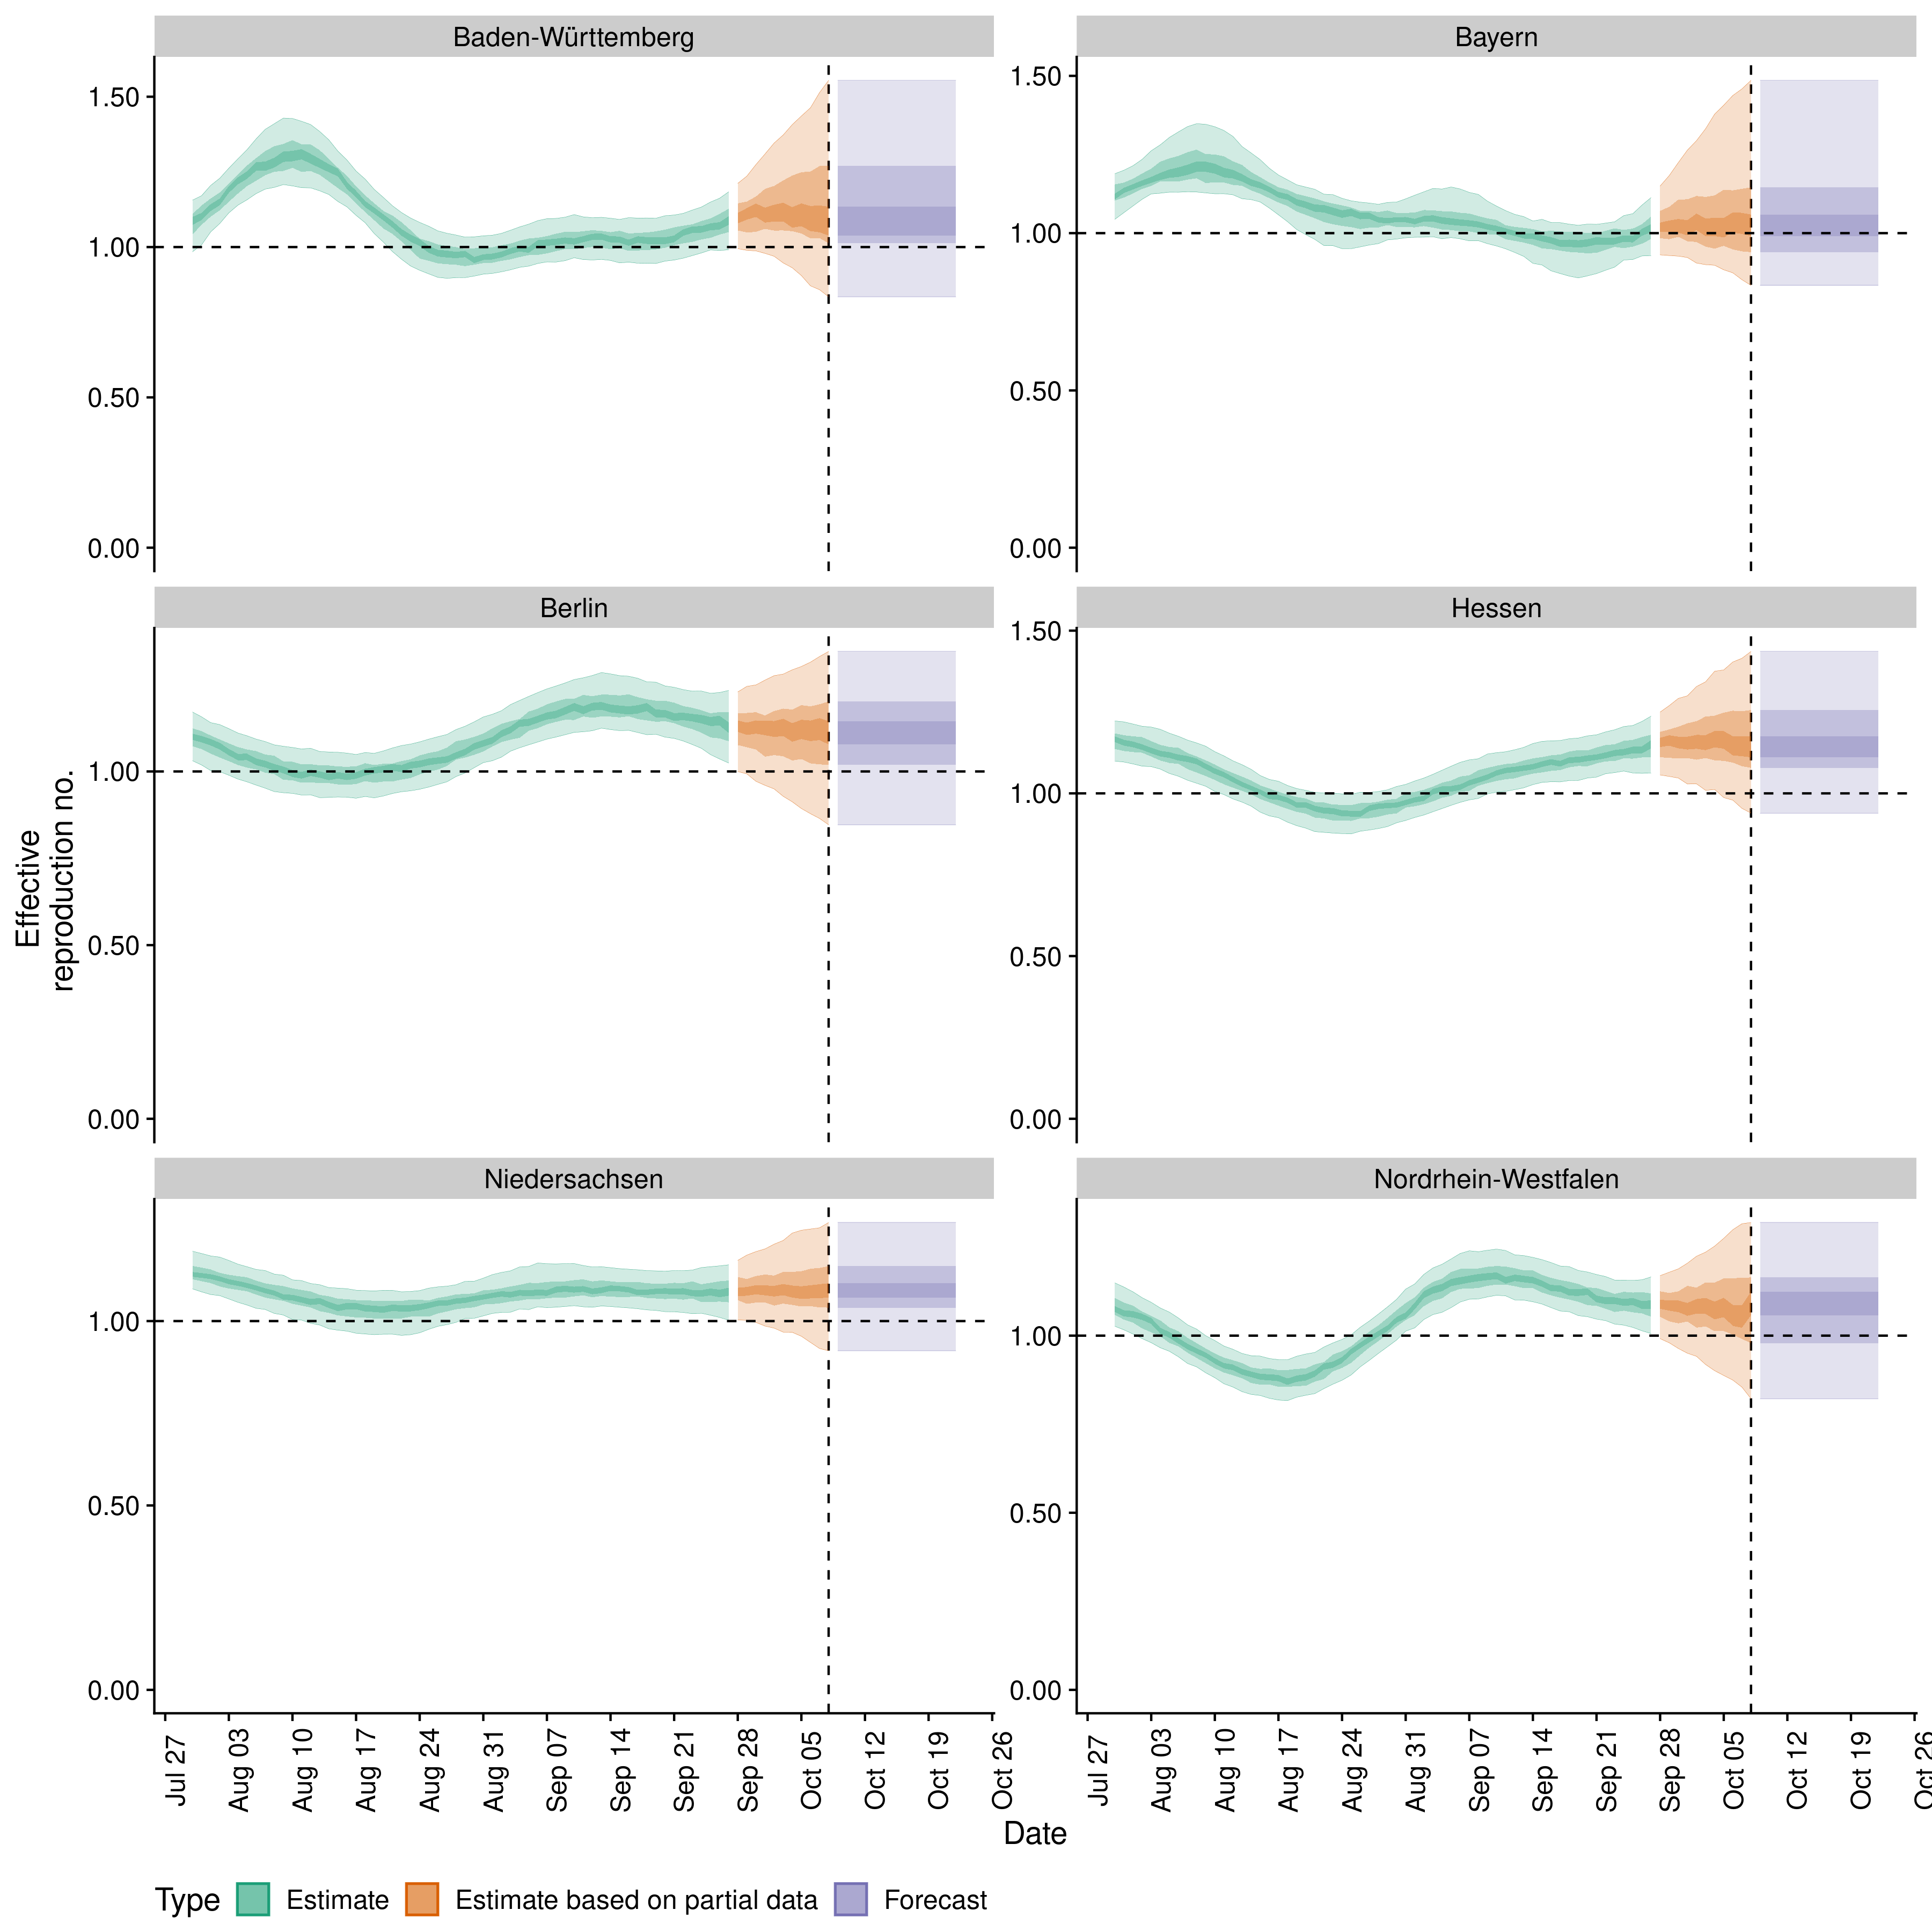 Baden-Württemberg
Bayern
1.50
1.00
0.50
0.00
1.50
1.00
0.50
0.00
Berlin
Hessen
1.00
0.50
0.00
1.50
1.00
0.50
0.00
Effective
reproduction no.
Niedersachsen
Nordrhein-Westfalen
1.00
0.50
0.00
1.00
0.50
0.00
Jul 27 Aug 03 Aug 10 Aug 17 Aug 24 Aug 31 Sep 07 Sep 14 Sep 21 Sep 28 Oct 05 Oct 12 Oct 19 Oct 26
Jul 27 Aug 03 Aug 10 Aug 17 Aug 24 Aug 31 Sep 07 Sep 14 Sep 21 Sep 28 Oct 05 Oct 12 Oct 19 Oct 26
Date
Type Estimate Estimate based on partial data Forecast